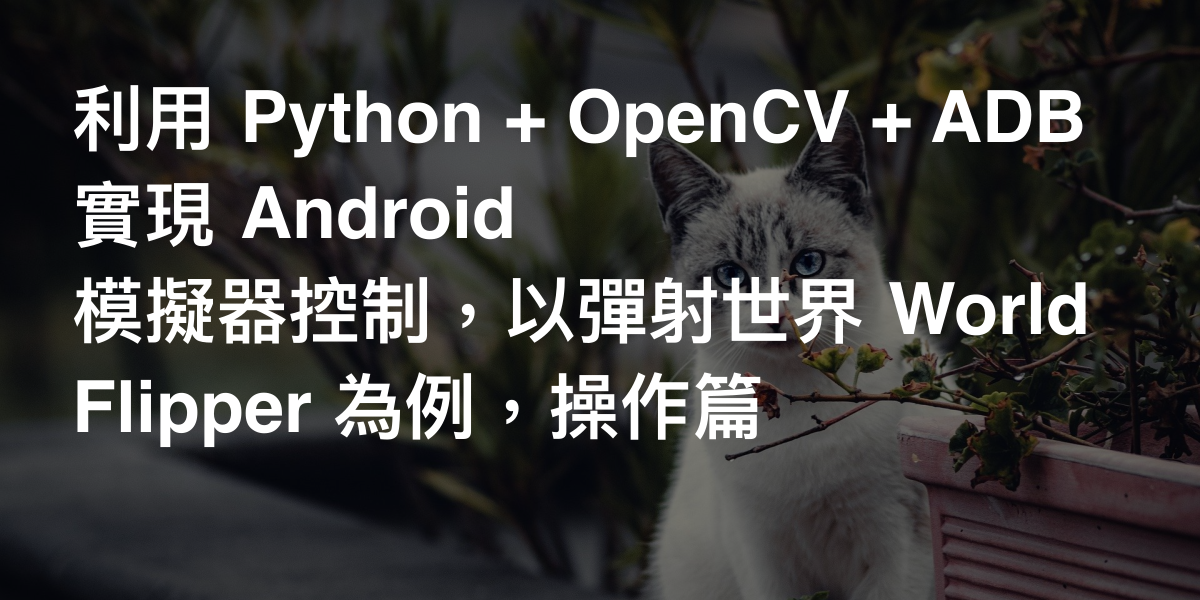 利用 Python + OpenCV + ADB
實現 Android
模擬器控制，以彈射世界 World
Flipper 為例，操作篇